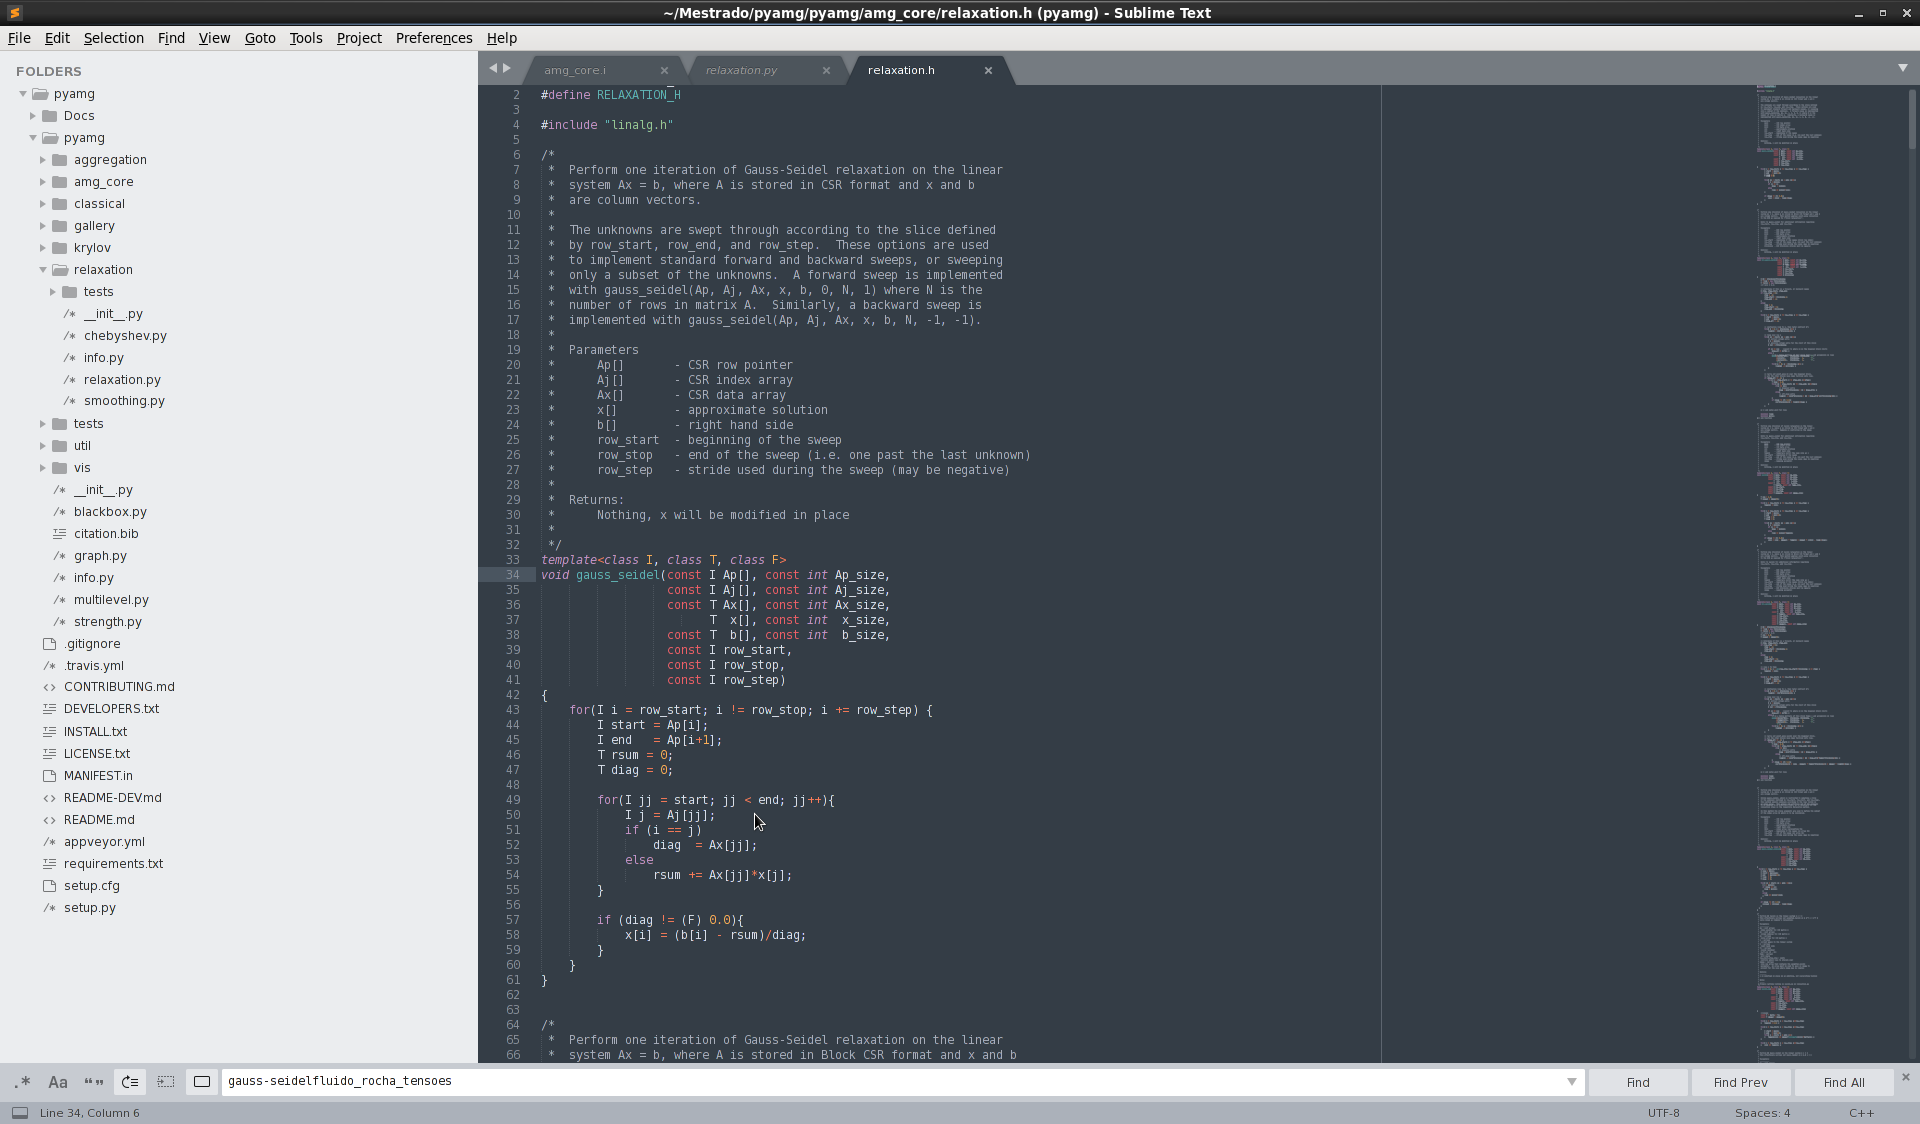 ~/Mestrado/pyamg/pyamg/amg_core/relaxation.h (pyamg) - Sublime Text
File Edit Selection Find View Goto Tools Project Preferences Help
FOLDERS
pyamg
Docs
pyamg
aggregation
amg_core
classical
gallery
krylov
relaxation
tests
/* __init__.py
/* chebyshev.py
/* info.py
/* relaxation.py
/* smoothing.py
tests
util
vis
/* __init__.py
/* blackbox.py
citation.bib
/* graph.py
/* info.py
/* multilevel.py
/* strength.py
.gitignore
/* .travis.yml
<> CONTRIBUTING.md
DEVELOPERS.txt
INSTALL.txt
LICENSE.txt
MANIFEST.in
<> README-DEV.md
<> README.md
/* appveyor.yml
requirements.txt
setup.cfg
/* setup.py
amg_core.i × relaxation.py × relaxation.h ×
2 #define RELAXATION_H
3
4 #include "linalg.h"
5
6 /*
7  *  Perform one iteration of Gauss-Seidel relaxation on the linear
8  *  system Ax = b, where A is stored in CSR format and x and b
9  *  are column vectors.
10  *
11  *  The unknowns are swept through according to the slice defined
12  *  by row_start, row_end, and row_step.  These options are used
13  *  to implement standard forward and backward sweeps, or sweeping
14  *  only a subset of the unknowns.  A forward sweep is implemented
15  *  with gauss_seidel(Ap, Aj, Ax, x, b, 0, N, 1) where N is the
16  *  number of rows in matrix A.  Similarly, a backward sweep is
17  *  implemented with gauss_seidel(Ap, Aj, Ax, x, b, N, -1, -1).
18  *
19  *  Parameters
20  *      Ap[]       - CSR row pointer
21  *      Aj[]       - CSR index array
22  *      Ax[]       - CSR data array
23  *      x[]        - approximate solution
24  *      b[]        - right hand side
25  *      row_start  - beginning of the sweep
26  *      row_stop   - end of the sweep (i.e. one past the last unknown)
27  *      row_step   - stride used during the sweep (may be negative)
28  *
29  *  Returns:
30  *      Nothing, x will be modified in place
31  *
32  */
33 template<class I, class T, class F>
34 void gauss_seidel(const I Ap[], const int Ap_size,
35                   const I Aj[], const int Aj_size,
36                   const T Ax[], const int Ax_size,
37                         T  x[], const int  x_size,
38                   const T  b[], const int  b_size,
39                   const I row_start,
40                   const I row_stop,
41                   const I row_step)
42 {
43     for(I i = row_start; i != row_stop; i += row_step) {
44         I start = Ap[i];
45         I end   = Ap[i+1];
46         T rsum = 0;
47         T diag = 0;
48
49         for(I jj = start; jj < end; jj++){
50             I j = Aj[jj];
51             if (i == j)
52                 diag  = Ax[jj];
53             else
54                 rsum += Ax[jj]*x[j];
55         }
56
57         if (diag != (F) 0.0){
58             x[i] = (b[i] - rsum)/diag;
59         }
60     }
61 }
62
63
64 /*
65  *  Perform one iteration of Gauss-Seidel relaxation on the linear
66  *  system Ax = b, where A is stored in Block CSR format and x and b
.* Aa “” gauss-seidelfluido_rocha_tensoes Find Find Prev Find All ×
Line 34, Column 6 UTF-8 Spaces: 4 C++